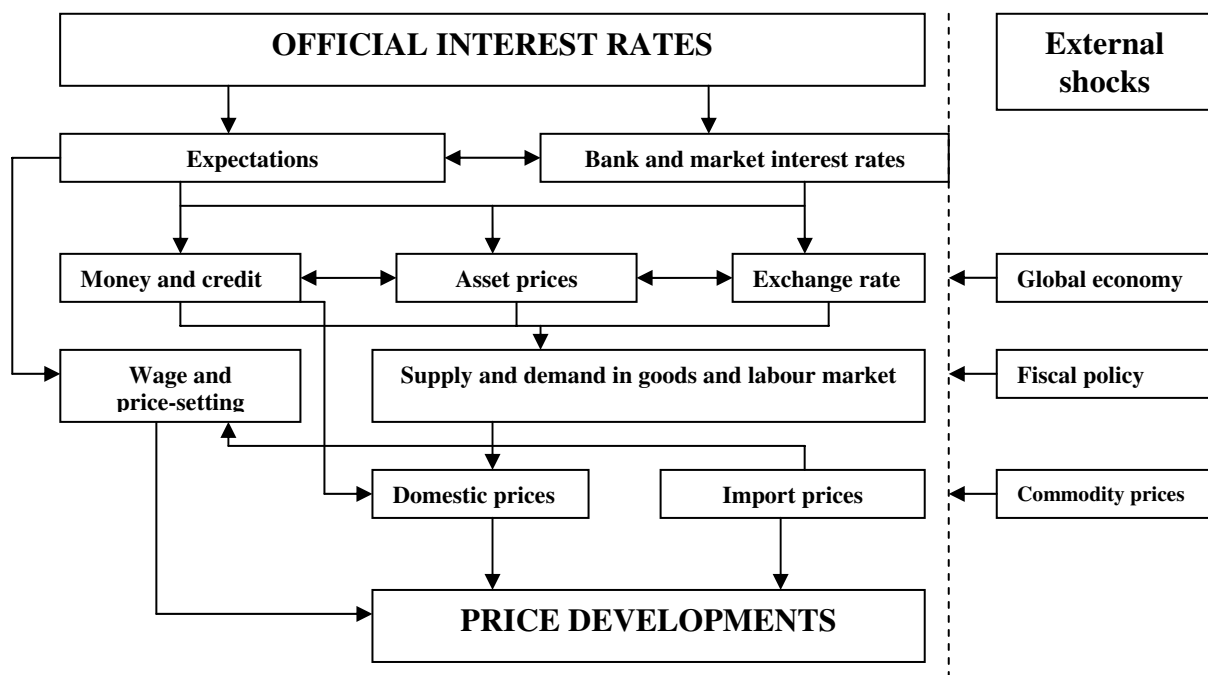 OFFICIAL INTEREST RATES
External
shocks
Expectations
Bank and market interest rates
Money and credit
Asset prices
Exchange rate
Global economy
Wage and
price-setting
Supply and demand in goods and labour market
Fiscal policy
Domestic prices
Import prices
Commodity prices
PRICE DEVELOPMENTS